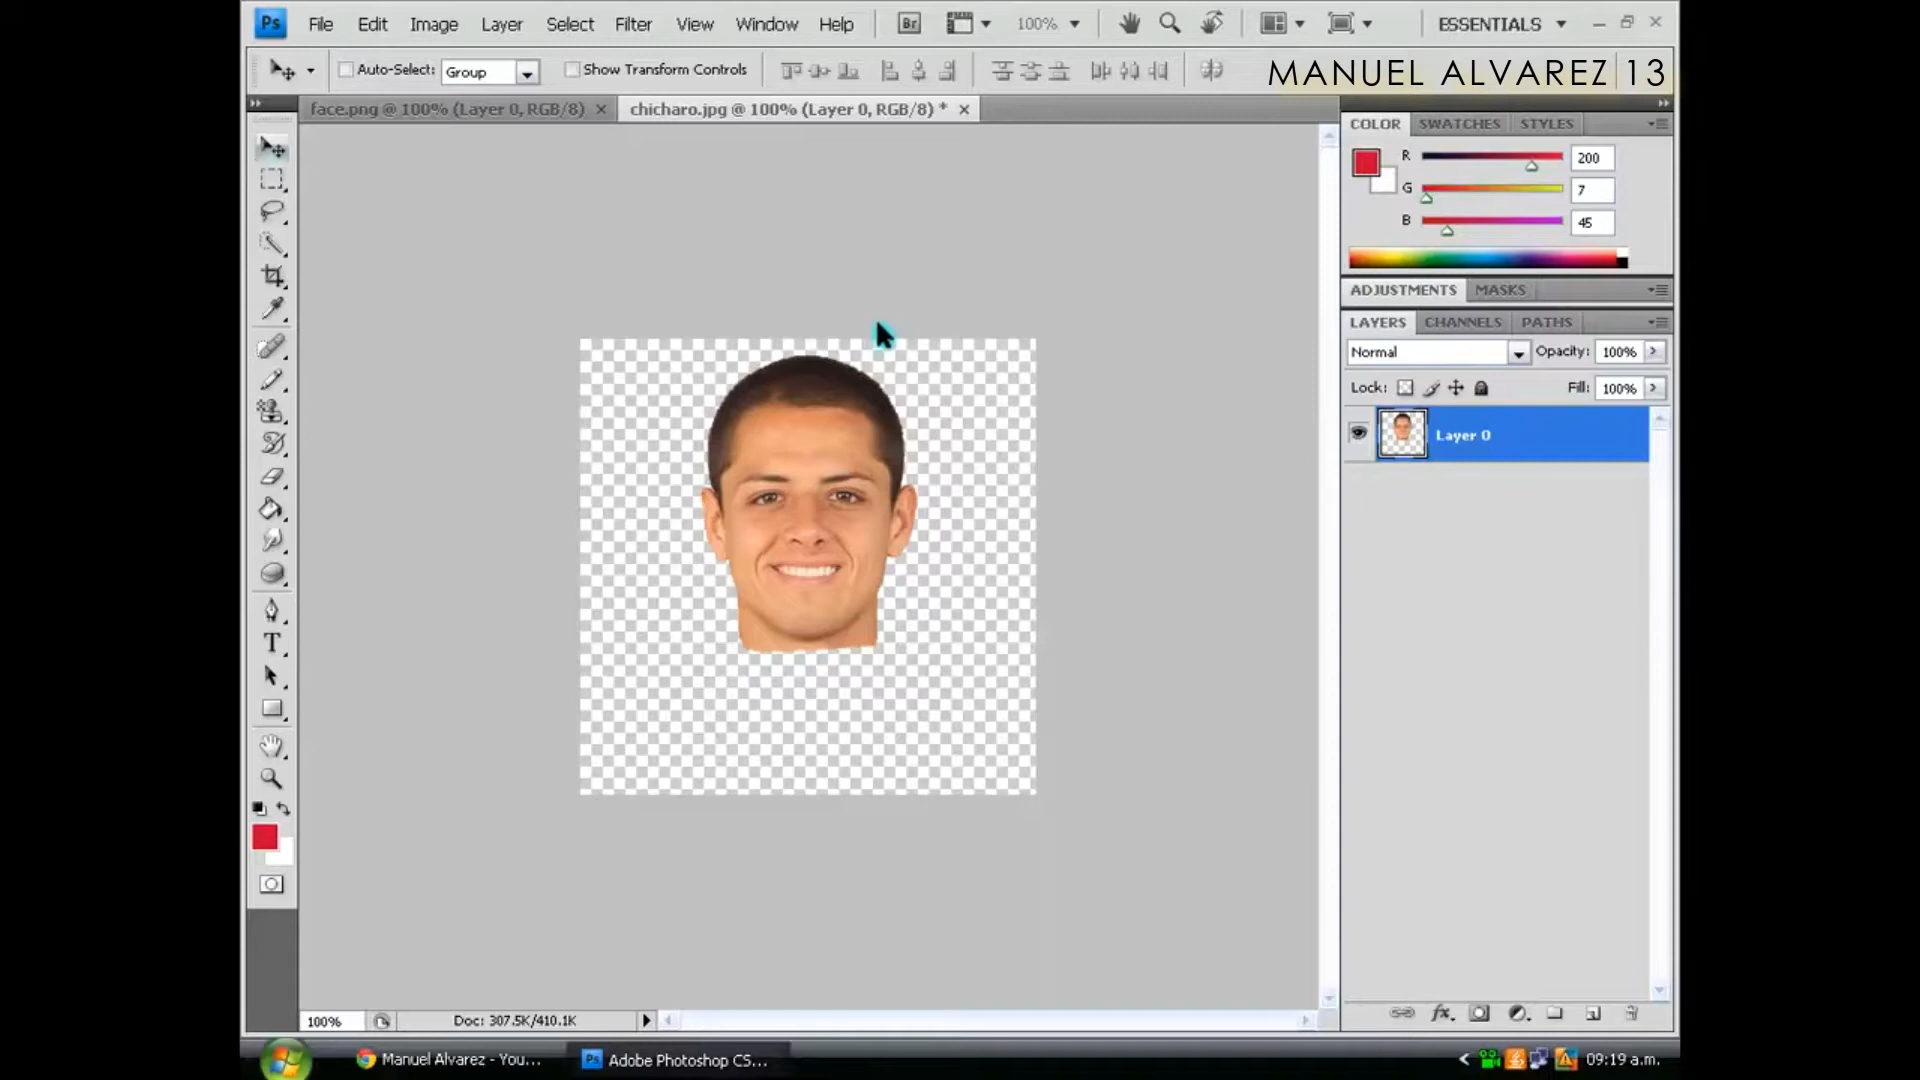 Ps File Edit Image Layer Select Filter View Window Help Br 100% ESSENTIALS
Auto-Select: Group Show Transform Controls MANUEL ALVAREZ 13
face.png @ 100% (Layer 0, RGB/8) × chicharo.jpg @ 100% (Layer 0, RGB/8) * ×
COLOR SWATCHES STYLES
R 200
G 7
B 45
ADJUSTMENTS MASKS
LAYERS CHANNELS PATHS
Normal Opacity: 100%
Lock: Fill: 100%
Layer 0
T
fx
100% Doc: 307.5K/410.1K
Manuel Alvarez - You... Ps Adobe Photoshop CS... 09:19 a.m.